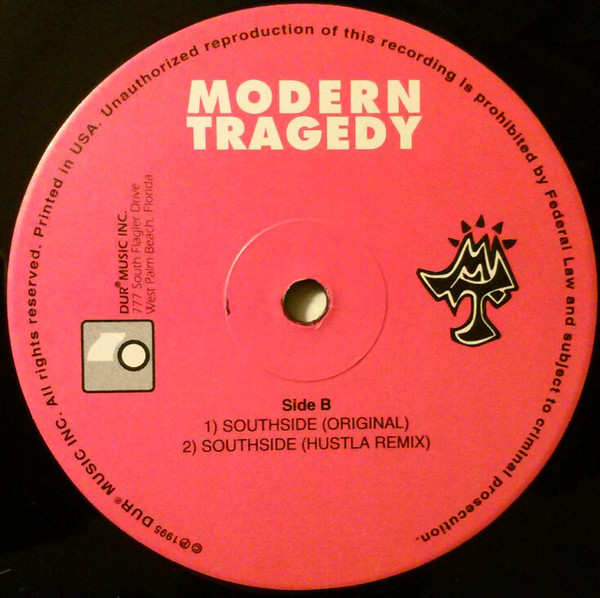 MODERN
TRAGEDY
DUR® MUSIC INC.
777 South Flagler Drive
West Palm Beach, Florida
Side B
1) SOUTHSIDE (ORIGINAL)
2) SOUTHSIDE (HUSTLA REMIX)
©℗1995 DUR® MUSIC INC. All rights reserved. Printed in USA. Unauthorized reproduction of this recording is prohibited by Federal Law and subject to criminal prosecution.